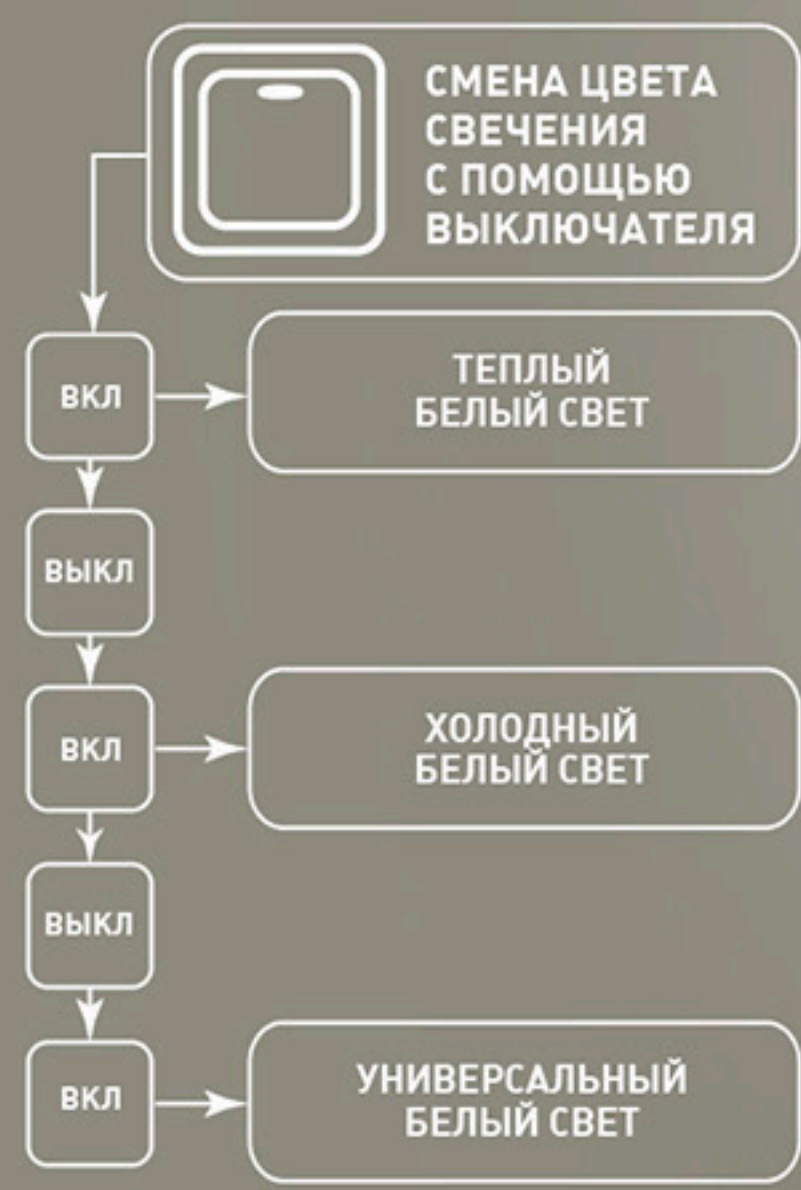 СМЕНА ЦВЕТА
СВЕЧЕНИЯ
С ПОМОЩЬЮ
ВЫКЛЮЧАТЕЛЯ
ВКЛ
ТЕПЛЫЙ
БЕЛЫЙ СВЕТ
ВЫКЛ
ВКЛ
ХОЛОДНЫЙ
БЕЛЫЙ СВЕТ
ВЫКЛ
ВКЛ
УНИВЕРСАЛЬНЫЙ
БЕЛЫЙ СВЕТ